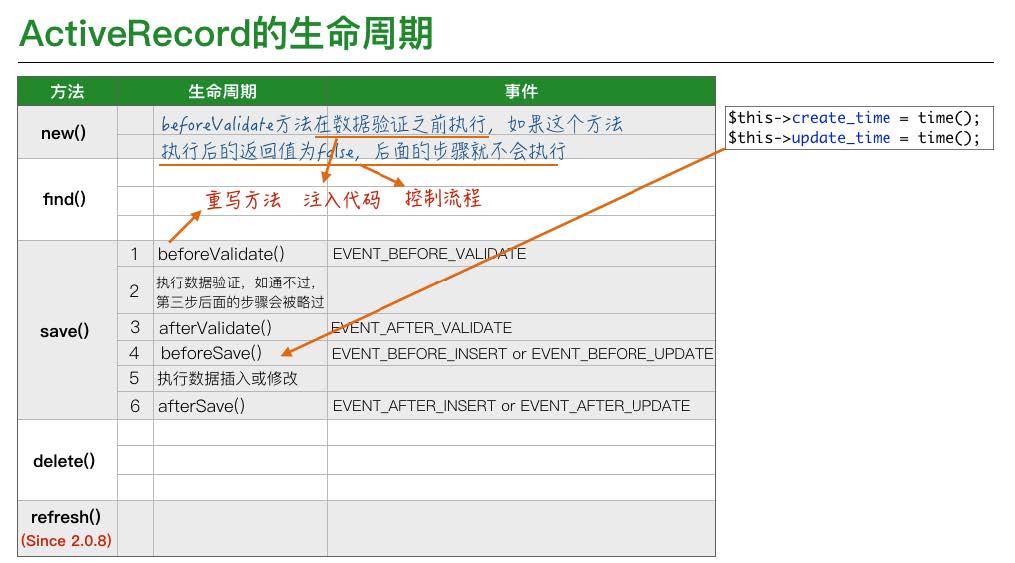 ActiveRecord的生命周期
方法 生命周期 事件
$this->create_time = time();
$this->update_time = time();
new()
beforeValidate方法在数据验证之前执行，如果这个方法
执行后的返回值为false，后面的步骤就不会执行
find()
重写方法 注入代码 控制流程
save()
1 beforeValidate() EVENT_BEFORE_VALIDATE
2 执行数据验证，如通不过，
第三步后面的步骤会被略过
3 afterValidate() EVENT_AFTER_VALIDATE
4 beforeSave() EVENT_BEFORE_INSERT or EVENT_BEFORE_UPDATE
5 执行数据插入或修改
6 afterSave() EVENT_AFTER_INSERT or EVENT_AFTER_UPDATE
delete()
refresh()
(Since 2.0.8)